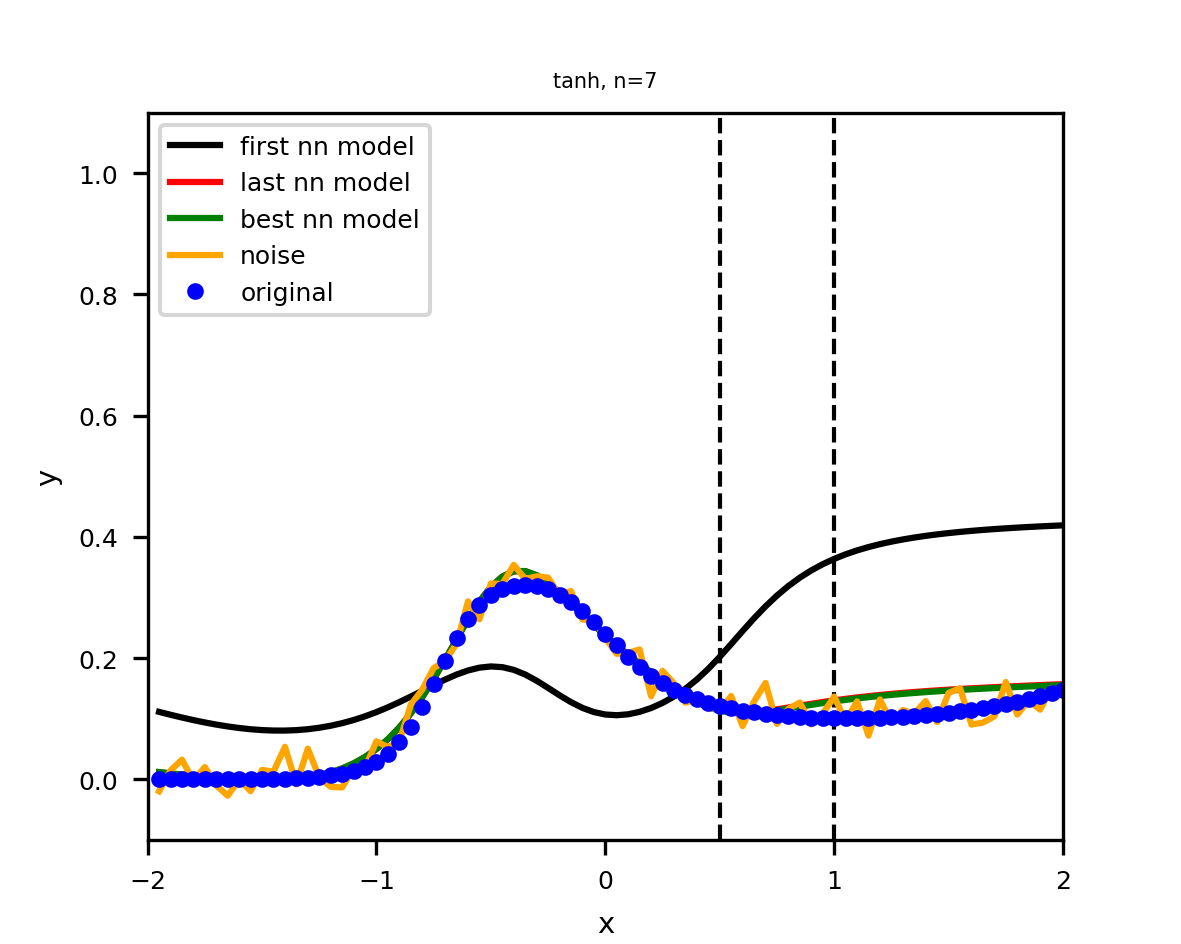 tanh, n=7
first nn model
last nn model
best nn model
noise
original
1.0
0.8
0.6
0.4
0.2
0.0
y
−2
−1
0
1
2
x